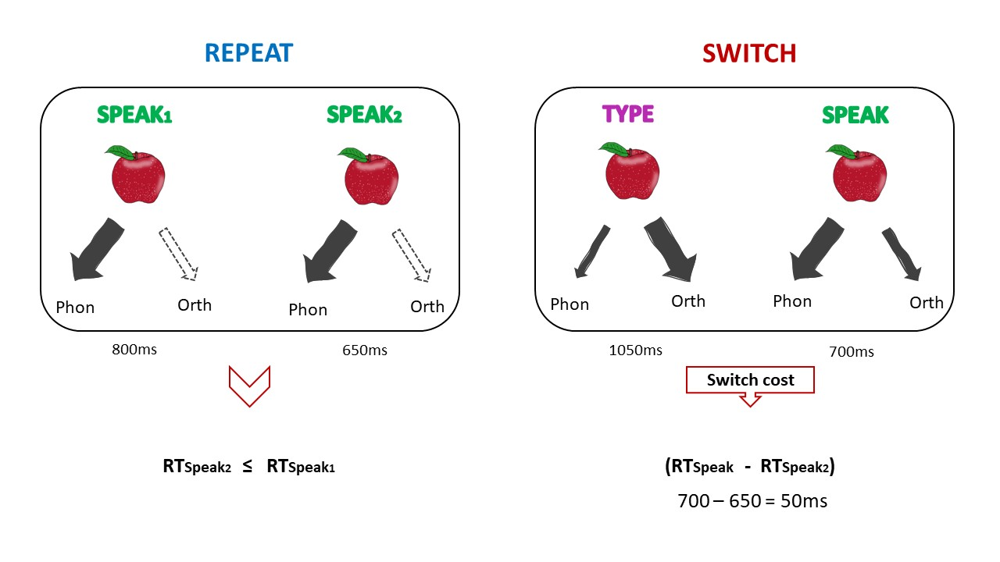 REPEAT
SWITCH
SPEAK1
SPEAK2
TYPE
SPEAK
Phon
Orth
Phon
Orth
Phon
Orth
Phon
Orth
800ms
650ms
1050ms
700ms
Switch cost
RTSpeak2 ≤ RTSpeak1
(RTSpeak - RTSpeak2)
700 – 650 = 50ms